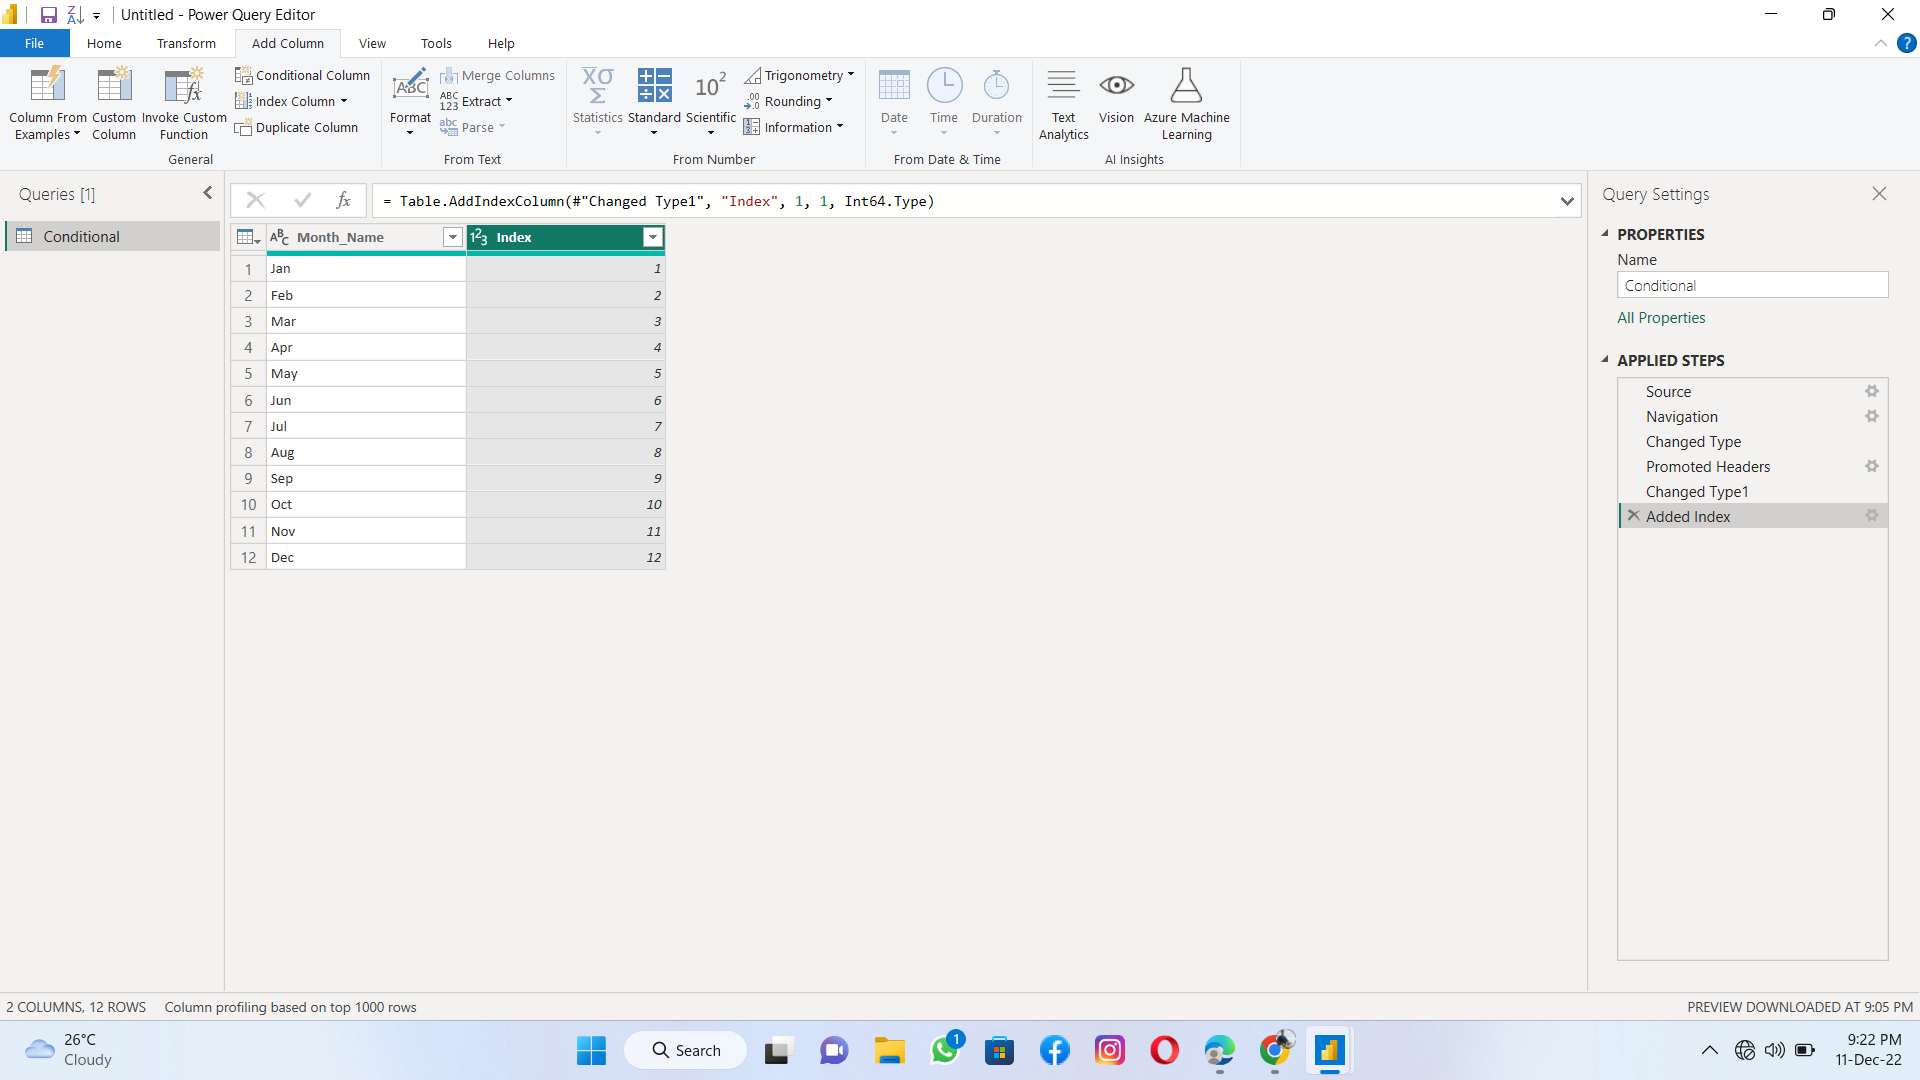 Untitled - Power Query Editor
File Home Transform Add Column View Tools Help
Column From Examples
Custom Column
Invoke Custom Function
Conditional Column
Index Column
Duplicate Column
General
Format
Merge Columns
Extract
Parse
From Text
Statistics
Standard
Scientific
Trigonometry
Rounding
Information
From Number
Date
Time
Duration
From Date & Time
Text Analytics
Vision
Azure Machine Learning
AI Insights
Queries [1]
Conditional
= Table.AddIndexColumn(#"Changed Type1", "Index", 1, 1, Int64.Type)
Month_Name Index
1 Jan 1
2 Feb 2
3 Mar 3
4 Apr 4
5 May 5
6 Jun 6
7 Jul 7
8 Aug 8
9 Sep 9
10 Oct 10
11 Nov 11
12 Dec 12
Query Settings
PROPERTIES
Name
Conditional
All Properties
APPLIED STEPS
Source
Navigation
Changed Type
Promoted Headers
Changed Type1
Added Index
2 COLUMNS, 12 ROWS Column profiling based on top 1000 rows
PREVIEW DOWNLOADED AT 9:05 PM
26°C
Cloudy
Search
1
9:22 PM
11-Dec-22